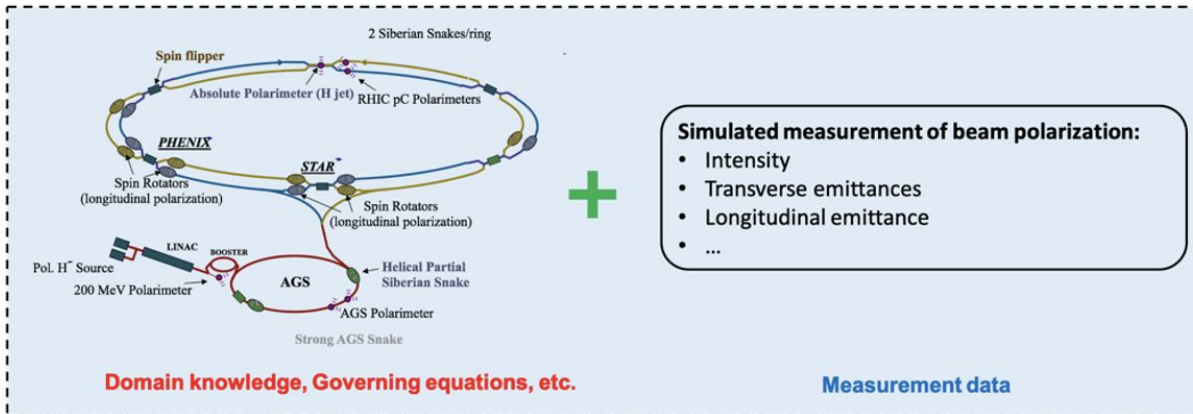 2 Siberian Snakes/ring
Spin flipper
Absolute Polarimeter (H jet)
RHIC pC Polarimeters
PHENIX
STAR
Spin Rotators
(longitudinal polarization)
Spin Rotators
(longitudinal polarization)
LINAC
BOOSTER
Pol. H⁻ Source
200 MeV Polarimeter
AGS
Helical Partial
Siberian Snake
AGS Polarimeter
Strong AGS Snake
Domain knowledge, Governing equations, etc.
+
Simulated measurement of beam polarization:
• Intensity
• Transverse emittances
• Longitudinal emittance
• ...
Measurement data